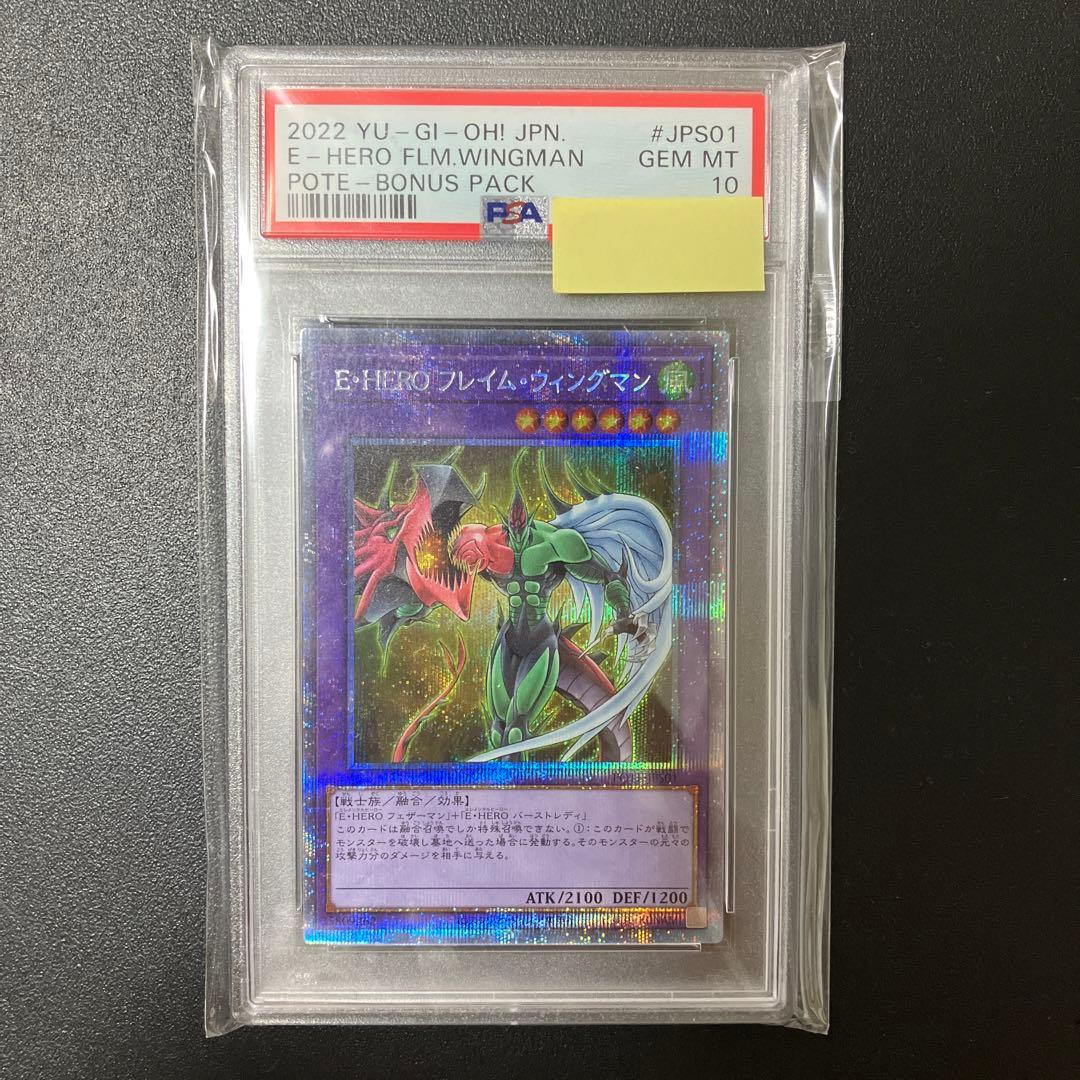 2022 YU-GI-OH! JPN. #JPS01
E-HERO FLM.WINGMAN GEM MT
POTE-BONUS PACK 10
PSA
E・HERO フレイム・ウィングマン 風
【戦士族/融合/効果】
「E・HERO フェザーマン」+「E・HERO バーストレディ」
このカードは融合召喚でしか特殊召喚できない。①:このカードが戦闘で
モンスターを破壊し墓地へ送った場合に発動する。そのモンスターの元々の
攻撃力分のダメージを相手に与える。
ATK/2100 DEF/1200